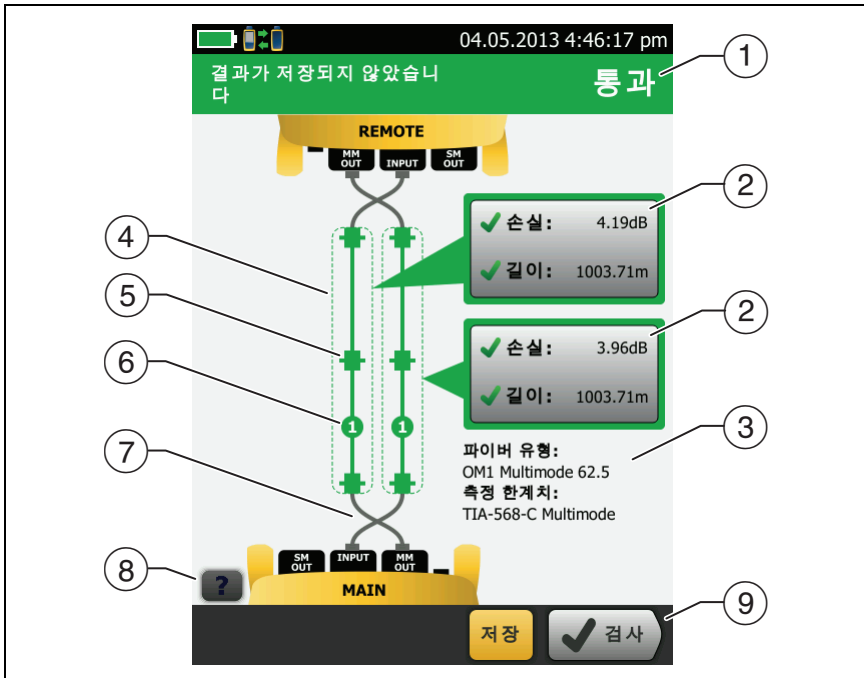 04.05.2013 4:46:17 pm
결과가 저장되지 않았습니
다
통과
1
REMOTE
MM
OUT
INPUT
SM
OUT
2
손실: 4.19dB
길이: 1003.71m
4
5
2
손실: 3.96dB
길이: 1003.71m
6
1
1
3
파이버 유형:
OM1 Multimode 62.5
측정 한계치:
TIA-568-C Multimode
7
SM
OUT
INPUT
MM
OUT
8
?
MAIN
9
저장
검사